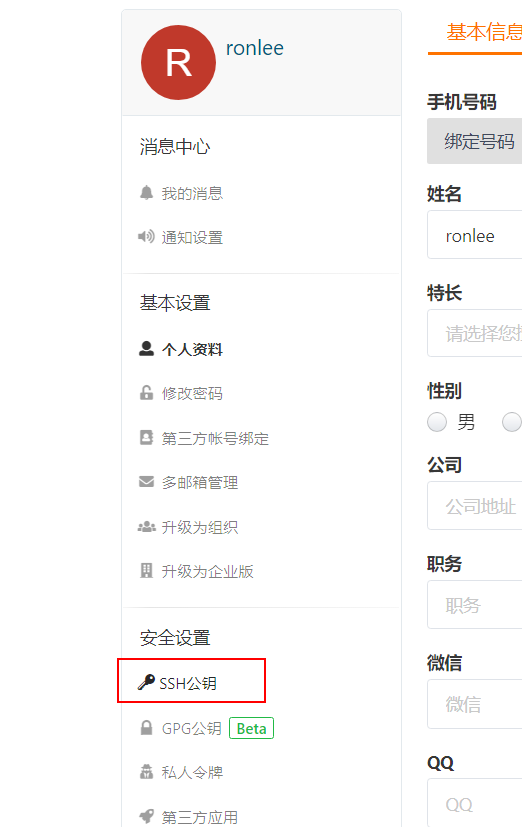 R
ronlee
消息中心
我的消息
通知设置
基本设置
个人资料
修改密码
第三方帐号绑定
多邮箱管理
升级为组织
升级为企业版
安全设置
SSH公钥
GPG公钥 Beta
私人令牌
第三方应用
基本信息
手机号码
绑定号码
姓名
ronlee
特长
请选择您
性别
男
公司
公司地址
职务
职务
微信
微信
QQ
QQ